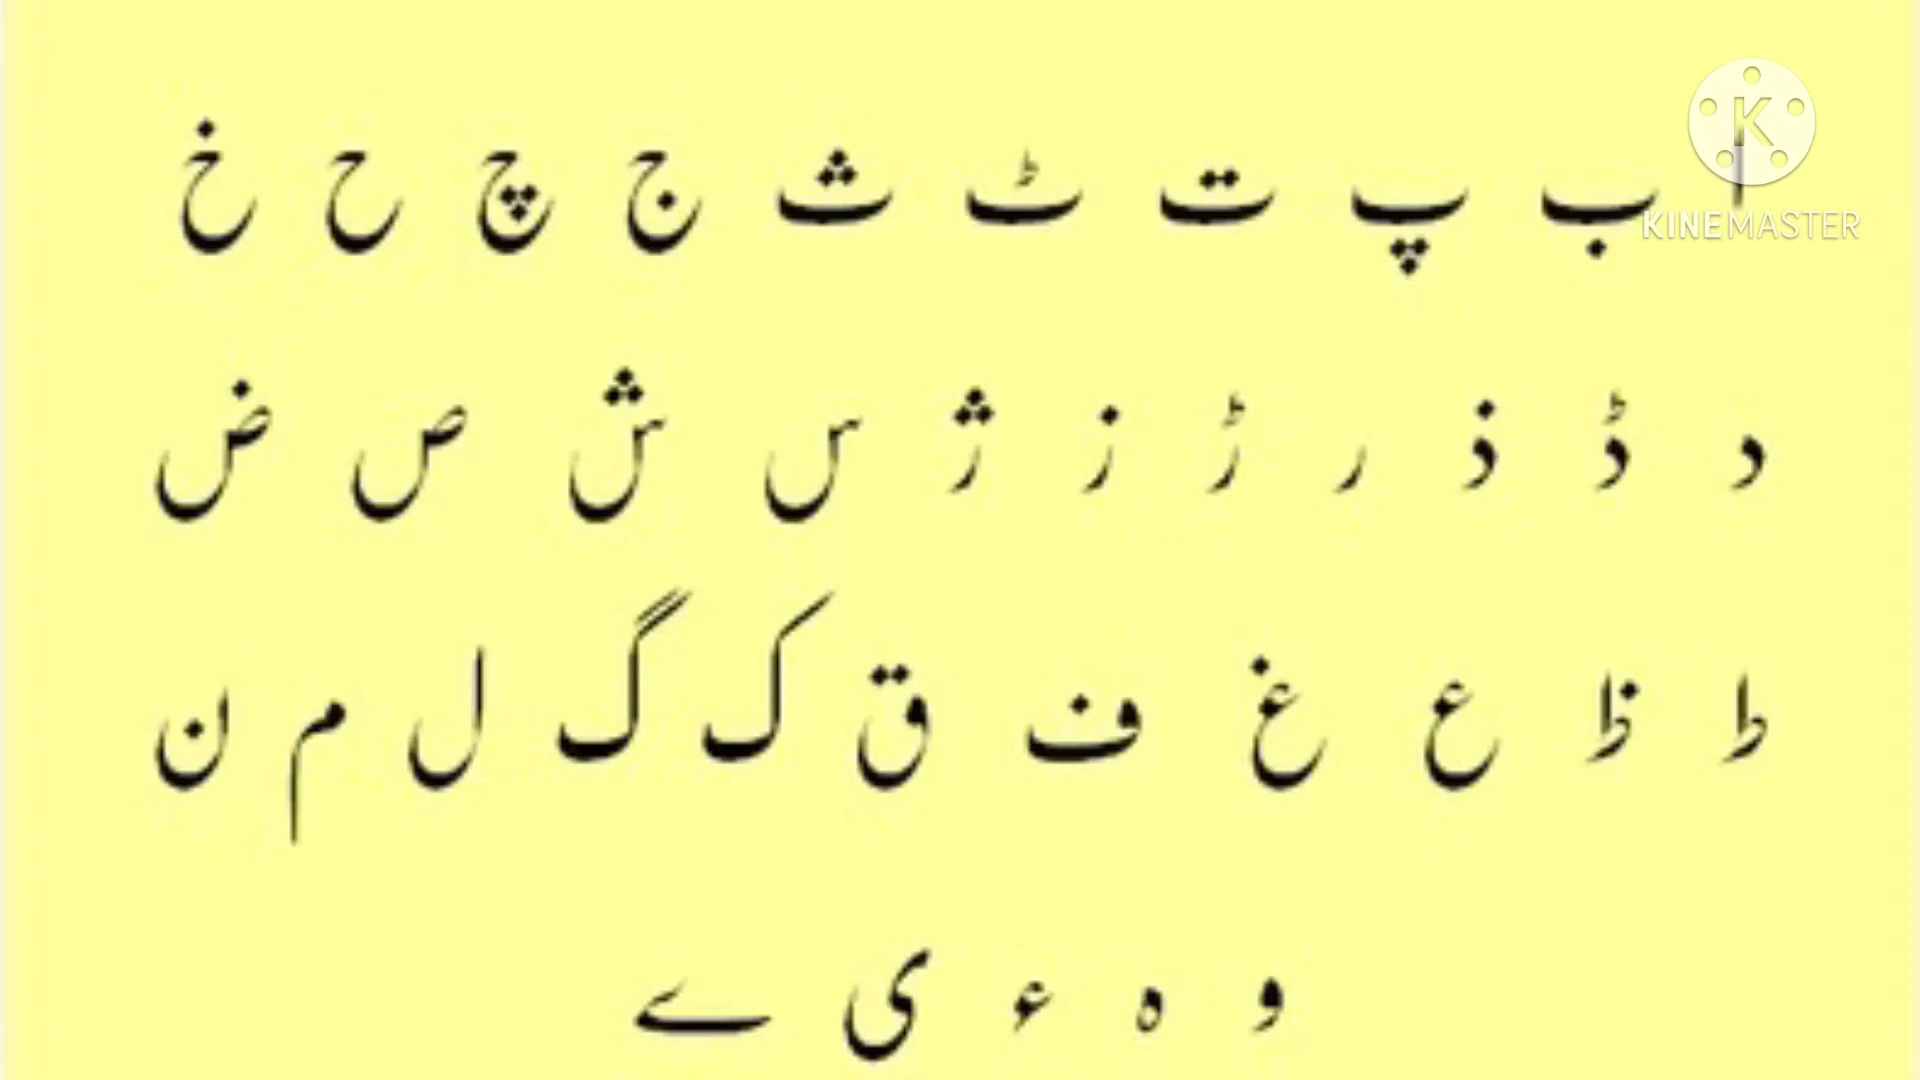 ا ب پ ت ٹ ث ج چ ح خ
K
KINEMASTER
د ڈ ذ ر ڑ ز ژ س ش ص ض
ط ظ ع غ ف ق ک گ ل م ن
و ہ ء ی ے